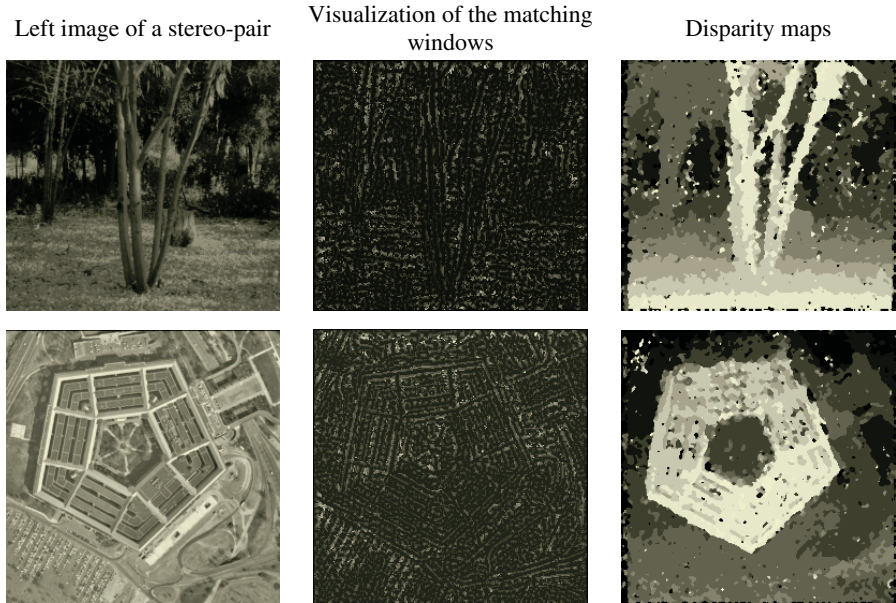 Left image of a stereo-pair
Visualization of the matching
windows
Disparity maps